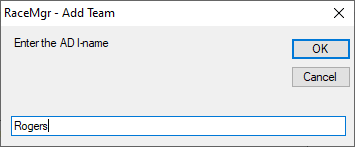 RaceMgr - Add Team
Enter the AD l-name
OK
Cancel
Rogers